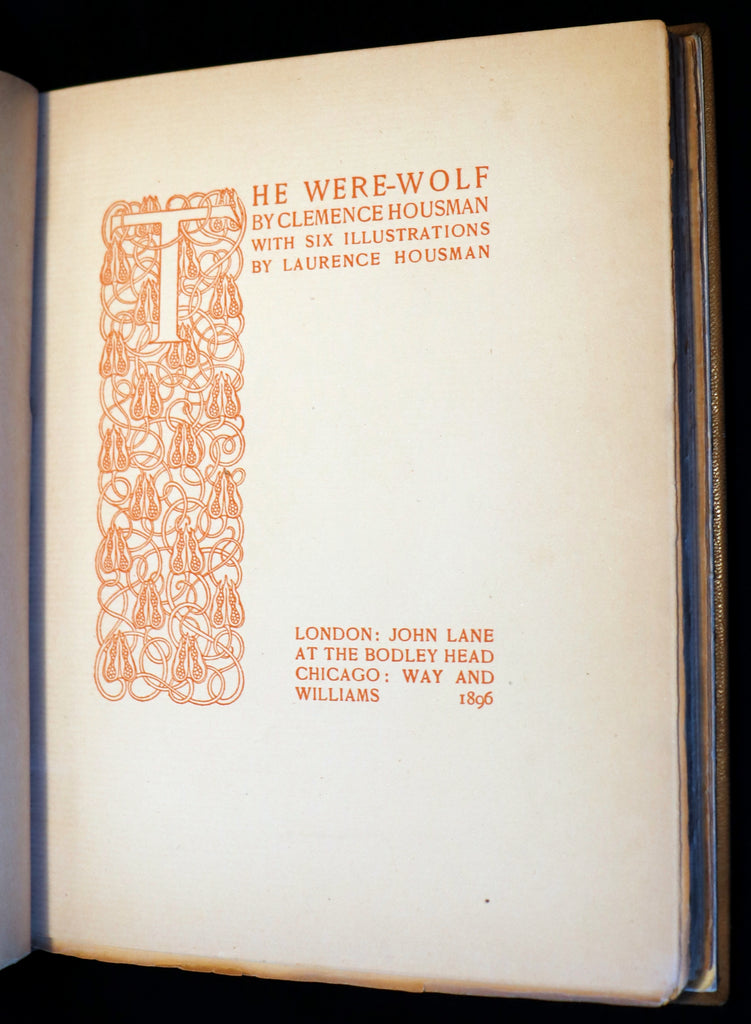 THE WERE-WOLF
BY CLEMENCE HOUSMAN
WITH SIX ILLUSTRATIONS
BY LAURENCE HOUSMAN
LONDON: JOHN LANE
AT THE BODLEY HEAD
CHICAGO: WAY AND
WILLIAMS 1896